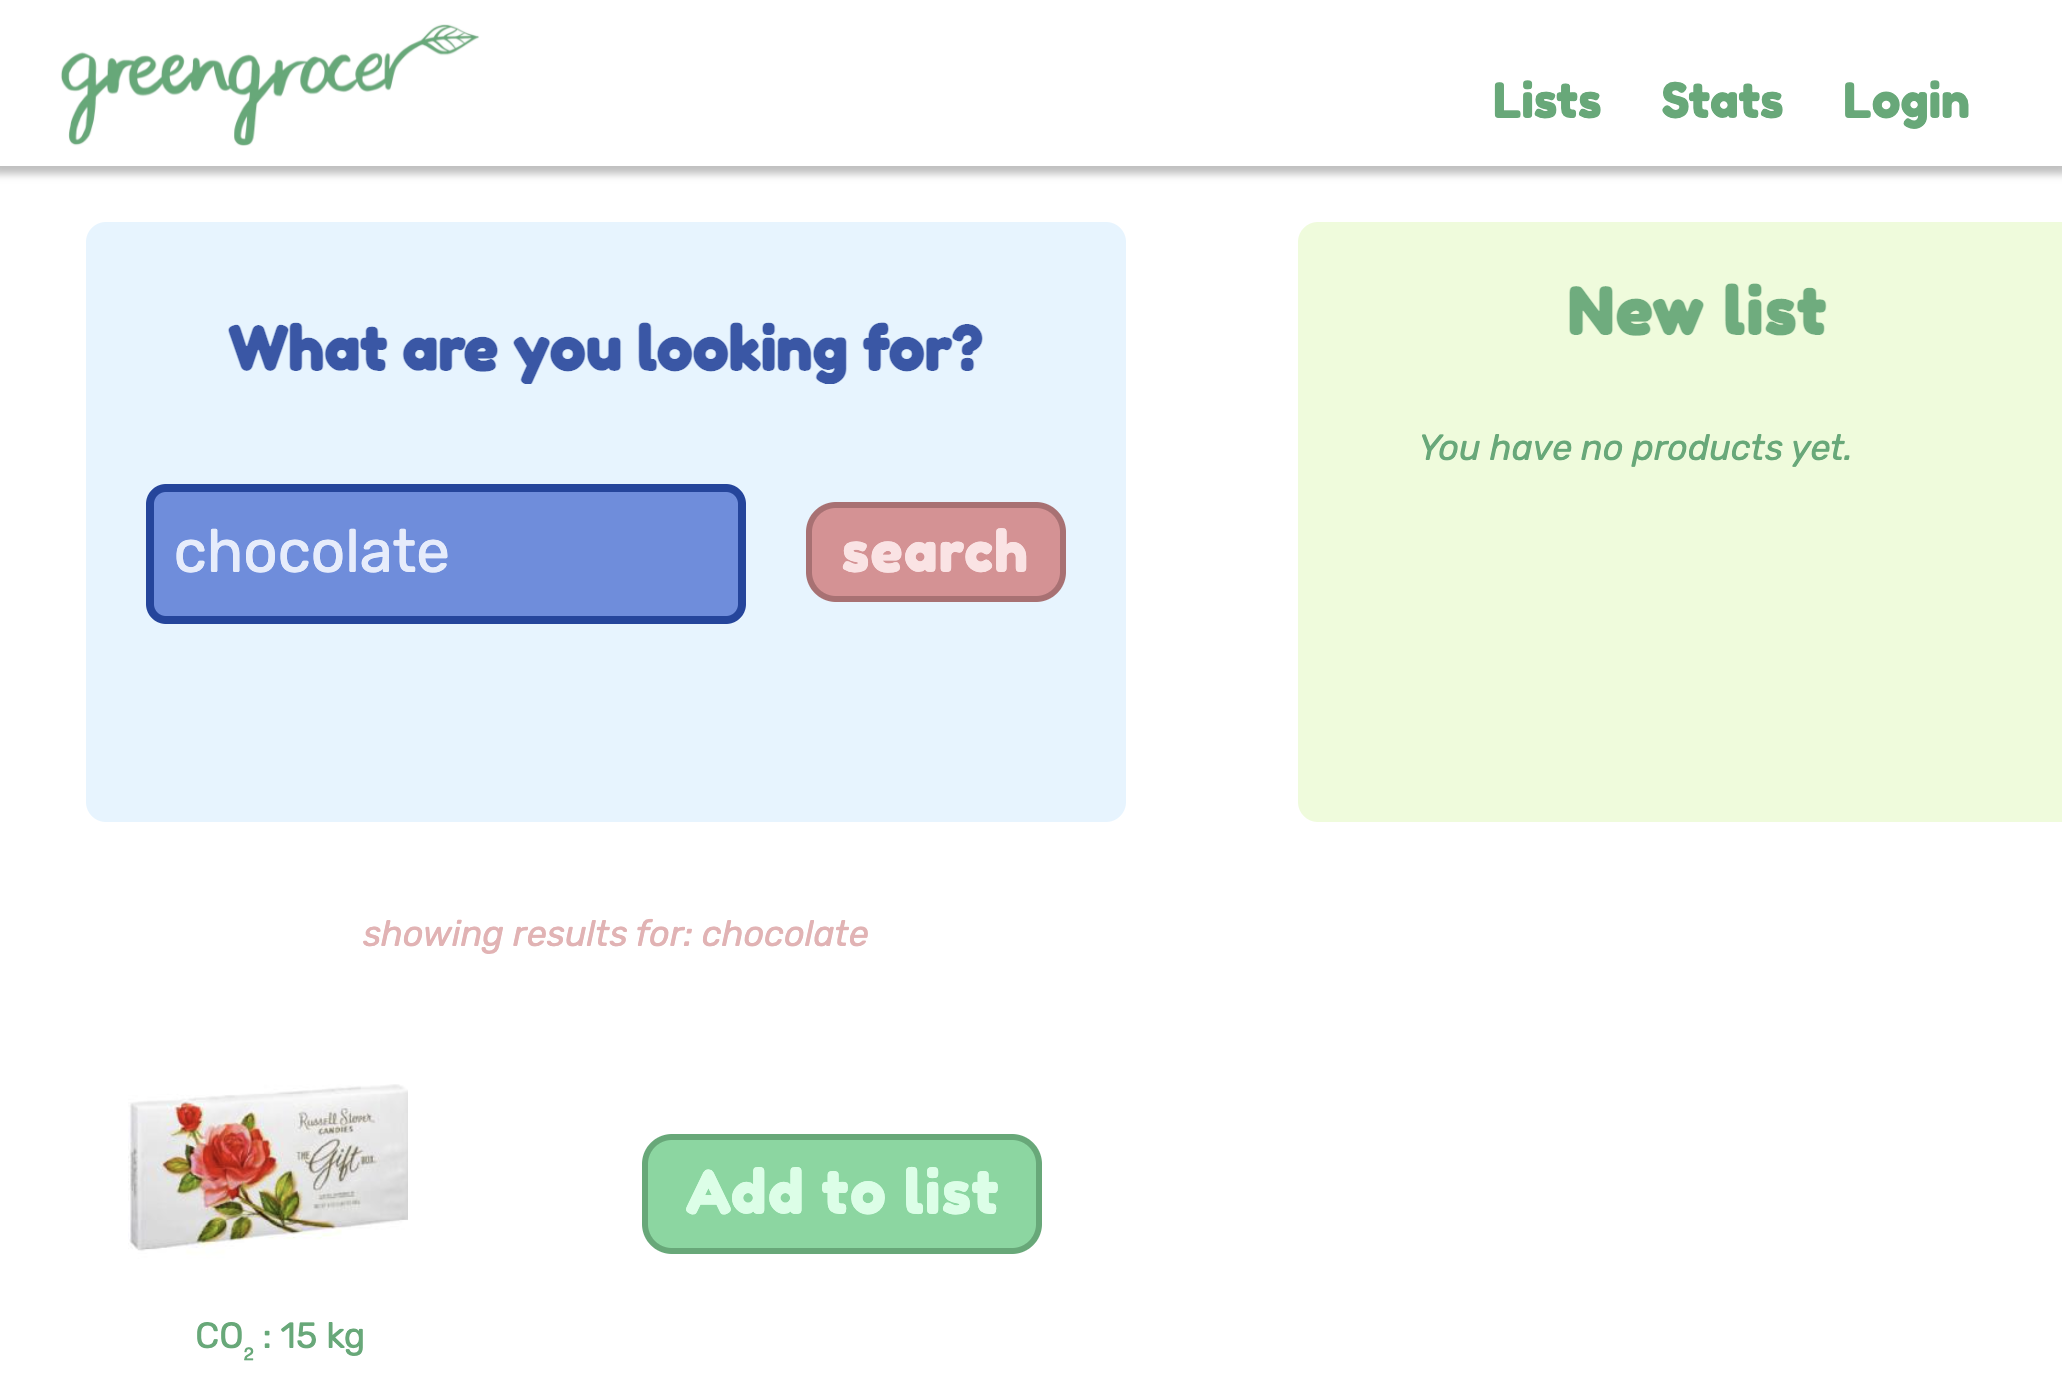 greengrocer
Lists Stats Login
What are you looking for?
chocolate
search
New list
You have no products yet.
showing results for: chocolate
Russell Stover
CANDIES
THE Gift BOX
Add to list
CO₂ : 15 kg